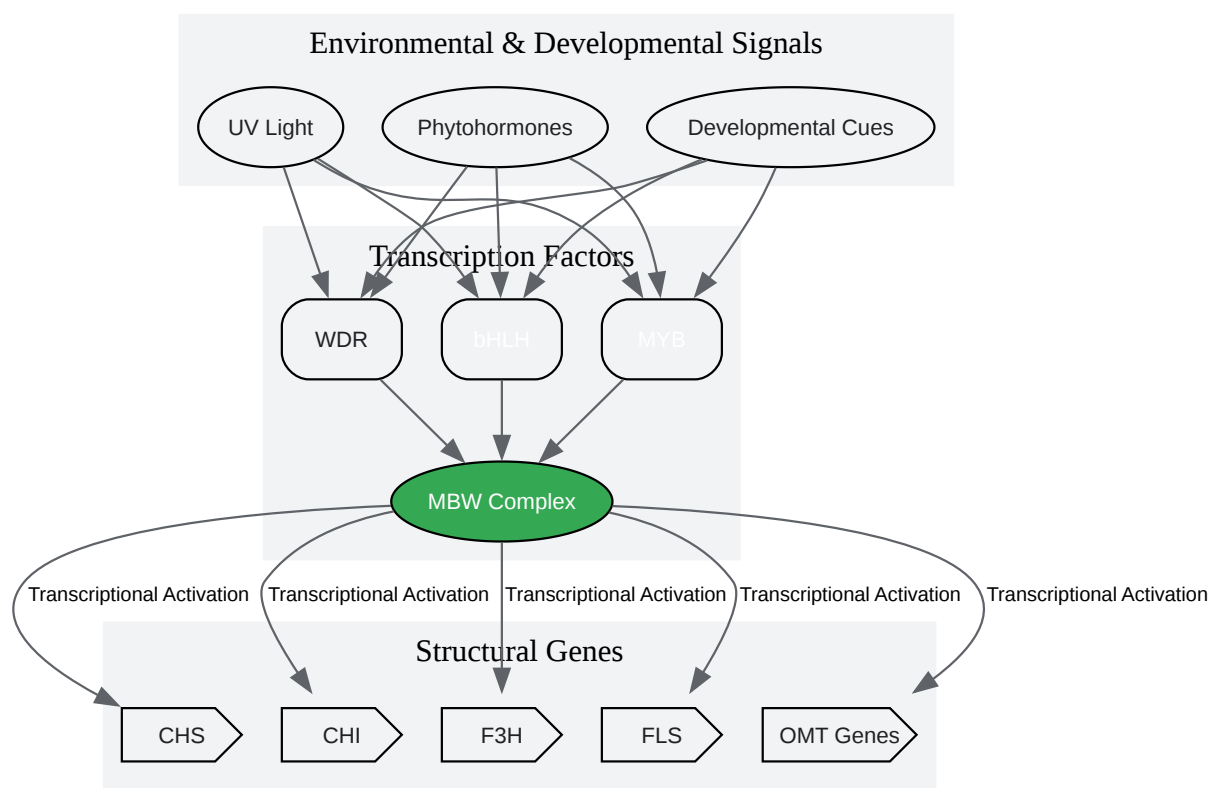 Environmental & Developmental Signals
UV Light
Phytohormones
Developmental Cues
Transcription Factors
WDR
bHLH
MYB
MBW Complex
Transcriptional Activation
Transcriptional Activation
Transcriptional Activation
Transcriptional Activation
Transcriptional Activation
Structural Genes
CHS
CHI
F3H
FLS
OMT Genes